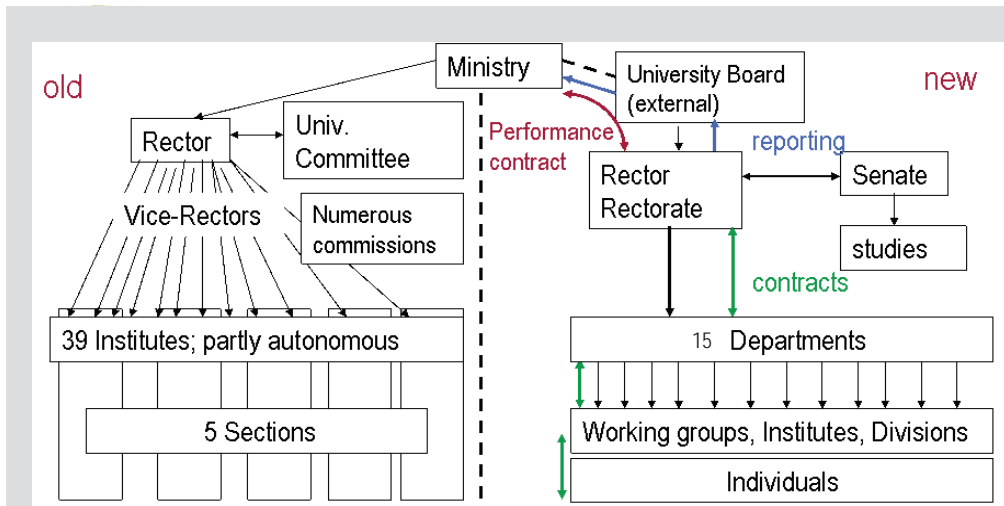 old
Ministry
University Board
(external)
new
Rector
Univ.
Committee
Performance
contract
reporting
Rector
Rectorate
Senate
Vice-Rectors
Numerous
commissions
studies
contracts
39 Institutes; partly autonomous
15 Departments
5 Sections
Working groups, Institutes, Divisions
Individuals